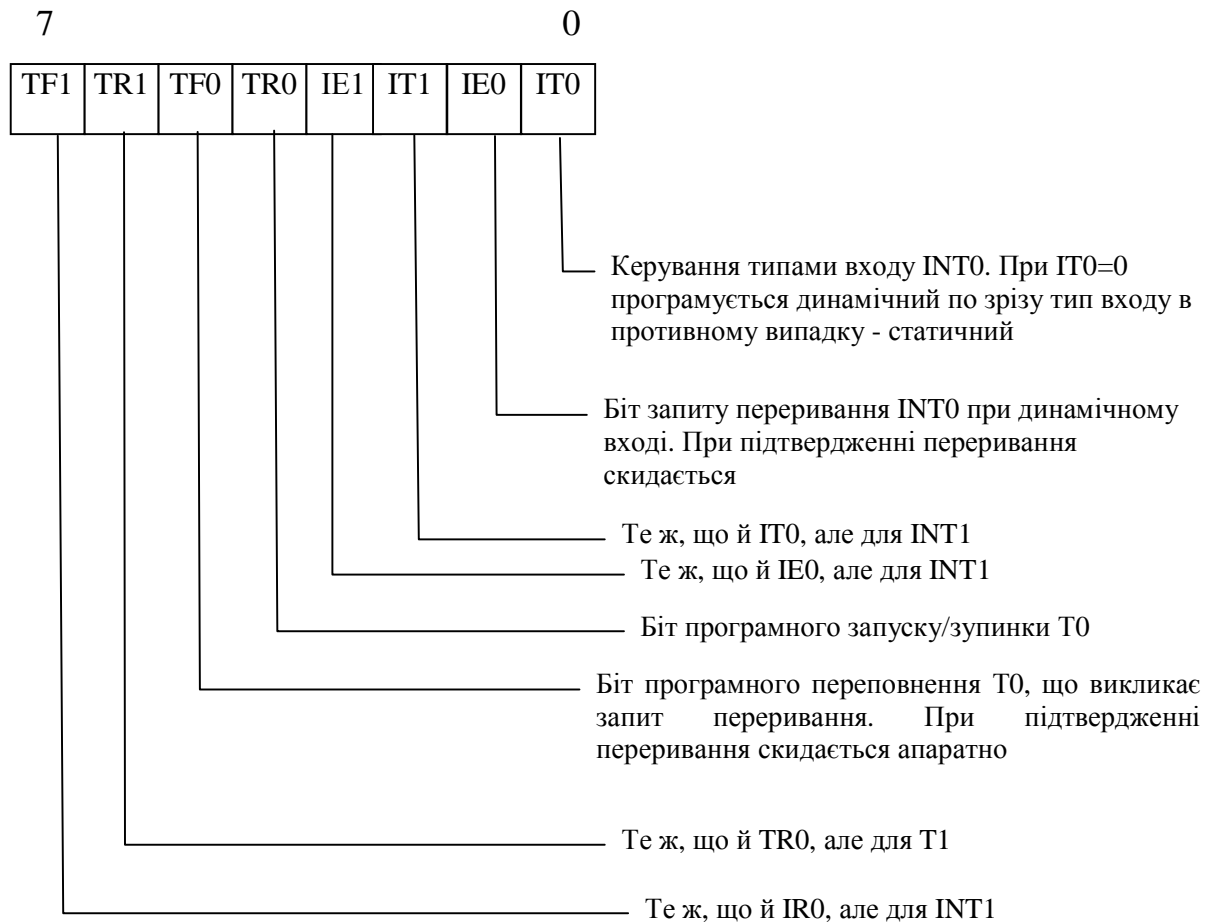 7 0
TF1 TR1 TF0 TR0 IE1 IT1 IE0 IT0
Керування типами входу INT0. При IT0=0
програмується динамічний по зрізу тип входу в
противному випадку - статичний
Біт запиту переривання INT0 при динамічному
вході. При підтвердженні переривання
скидається
Те ж, що й IT0, але для INT1
Те ж, що й IE0, але для INT1
Біт програмного запуску/зупинки T0
Біт програмного переповнення T0, що викликає
запит переривання. При підтвердженні
переривання скидається апаратно
Те ж, що й TR0, але для T1
Те ж, що й IR0, але для INT1